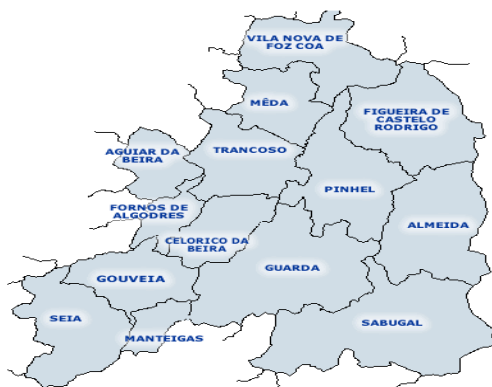 VILA NOVA DE
FOZ COA
MÊDA
FIGUEIRA DE
CASTELO
RODRIGO
AGUIAR DA
BEIRA
TRANCOSO
PINHEL
FORNOS DE
ALGODRES
ALMEIDA
CELORICO DA
BEIRA
GUARDA
GOUVEIA
SEIA
MANTEIGAS
SABUGAL